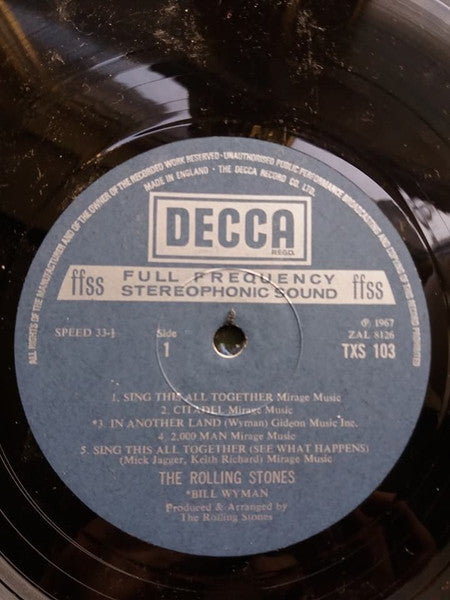 ALL RIGHTS OF THE MANUFACTURER AND OF THE OWNER OF THE RECORDED WORK RESERVED · UNAUTHORISED PUBLIC PERFORMANCE BROADCASTING AND COPYING OF THIS RECORD PROHIBITED
MADE IN ENGLAND · THE DECCA RECORD CO. LTD.
DECCA
REGD.
ffss FULL FREQUENCY STEREOPHONIC SOUND ffss
SPEED 33-1
Side 1
℗ 1967
ZAL 8126
TXS 103
1. SING THIS ALL TOGETHER Mirage Music
2. CITADEL Mirage Music
*3. IN ANOTHER LAND (Wyman) Gideon Music Inc.
4. 2,000 MAN Mirage Music
5. SING THIS ALL TOGETHER (SEE WHAT HAPPENS)
(Mick Jagger, Keith Richard) Mirage Music
THE ROLLING STONES
*BILL WYMAN
Produced & Arranged by
The Rolling Stones